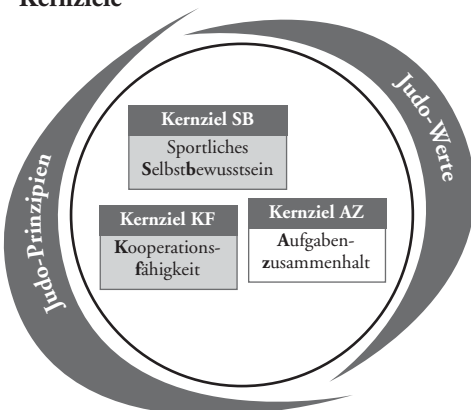 Kernziele
Judo-Werte
Kernziel SB
Sportliches
Selbstbewusstsein
Judo-Prinzipien
Kernziel KF
Kooperations-
fähigkeit
Kernziel AZ
Aufgaben-
zusammenhalt